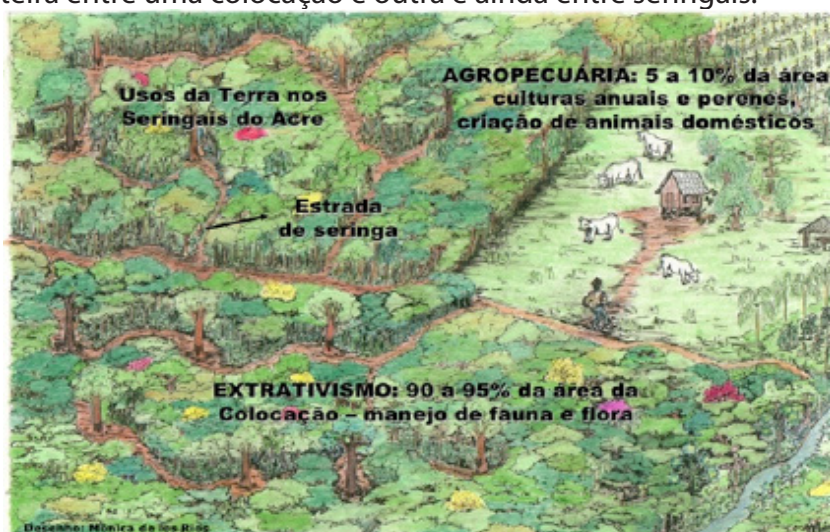 teira entre uma colocação e outra e ainda entre seringais.
Usos da Terra nos
Seringais do Acre
AGROPECUÁRIA: 5 a 10% da área
– culturas anuais e perenes,
criação de animais domésticos
Estrada
de seringa
EXTRATIVISMO: 90 a 95% da área da
Colocação – manejo de fauna e flora
Desenho: Mônica de los Rios